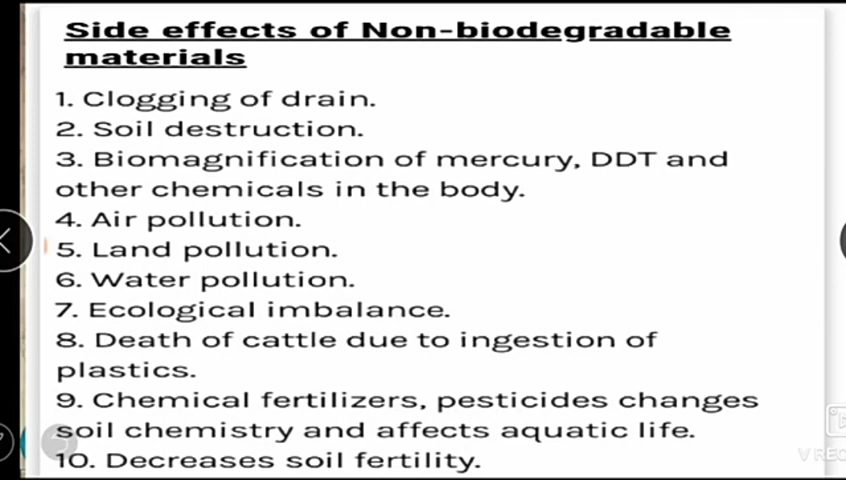 Side effects of Non-biodegradable
materials
1. Clogging of drain.
2. Soil destruction.
3. Biomagnification of mercury, DDT and
other chemicals in the body.
4. Air pollution.
5. Land pollution.
6. Water pollution.
7. Ecological imbalance.
8. Death of cattle due to ingestion of
plastics.
9. Chemical fertilizers, pesticides changes
soil chemistry and affects aquatic life.
10. Decreases soil fertility.
V REC